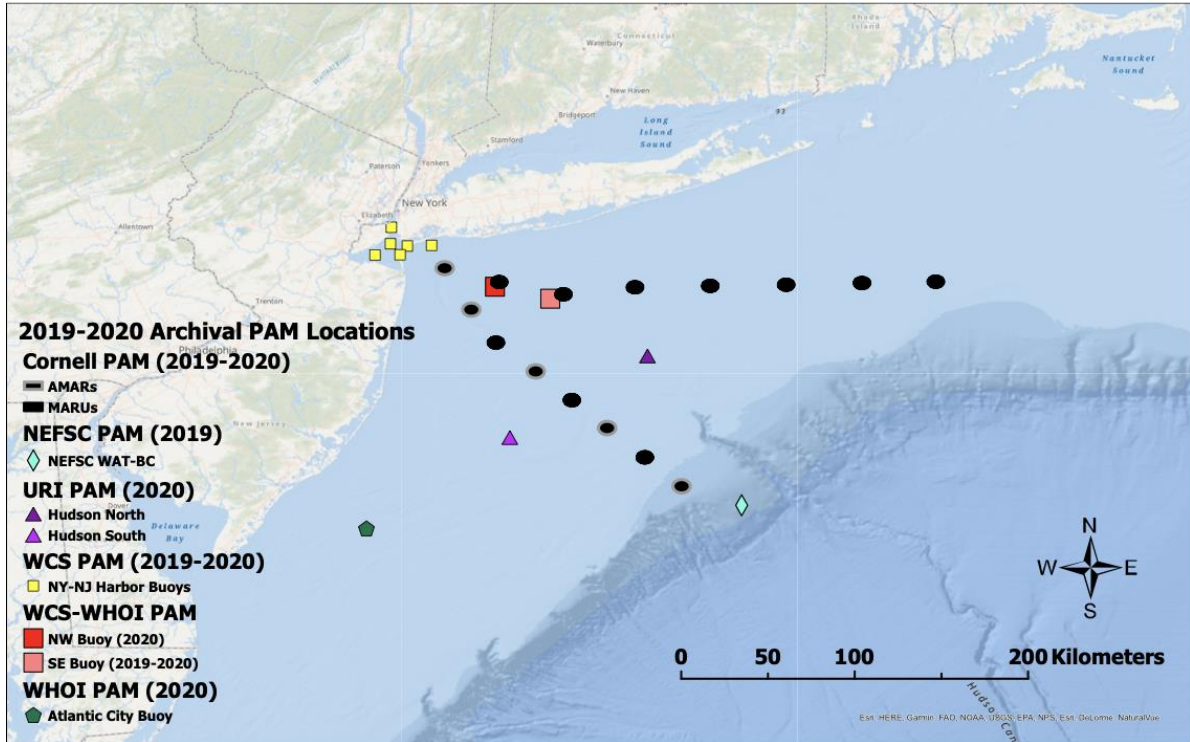 Connecticut
Rhode Island
Waterbury
New Haven
Bridgeport
Nantucket Sound
93
Long Island Sound
Stamford
Paterson
Yonkers
Allentown
Elizabeth
New York
Trenton
2019-2020 Archival PAM Locations
Philadelphia
Cornell PAM (2019-2020)
AMARs
MARUs
New Jersey
NEFSC PAM (2019)
NEFSC WAT-BC
URI PAM (2020)
Dover
Hudson North
Delaware Bay
Hudson South
WCS PAM (2019-2020)
NY-NJ Harbor Buoys
WCS-WHOI PAM
NW Buoy (2020)
SE Buoy (2019-2020)
WHOI PAM (2020)
Atlantic City Buoy
N
W E
S
0 50 100 200 Kilometers
Hudson Can
Esri, HERE, Garmin, FAO, NOAA, USGS, EPA, NPS, Esri, DeLorme, NaturalVue